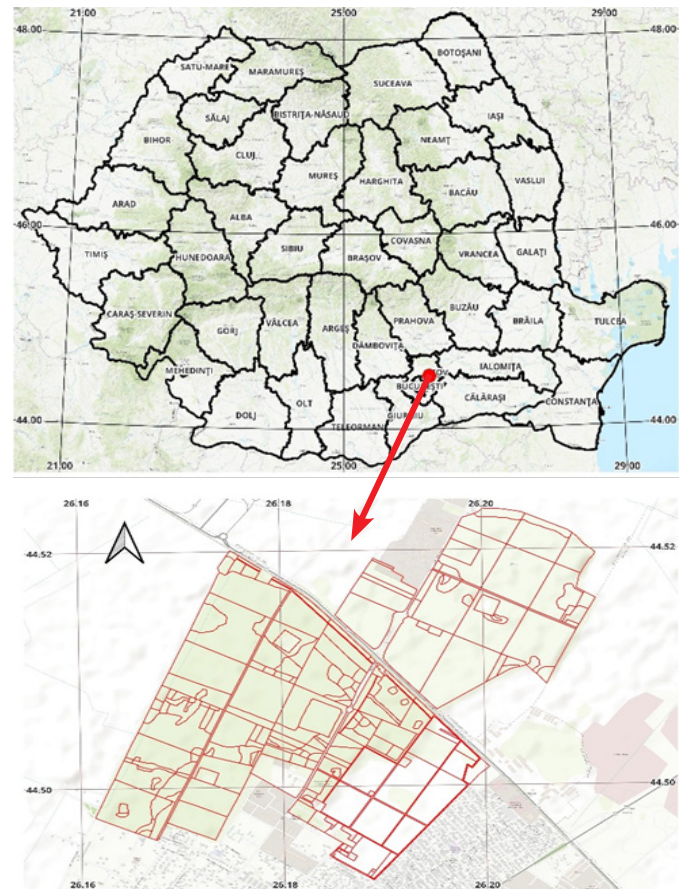 21:00
25:00
29:00
48:00
48:00
BOTOȘANI
SATU-MARE
MARAMUREȘ
SUCEAVA
SĂLAJ
BISTRIȚA-NĂSAUD
IAȘI
BIHOR
NEAMȚ
CLUJ
MUREȘ
HARGHITA
VASLUI
BACĂU
ARAD
ALBA
46:00
46:00
COVASNA
TIMIȘ
HUNEDOARA
SIBIU
BRAȘOV
VRANCEA
GALAȚI
BUZĂU
CARAȘ-SEVERIN
GORJ
VÂLCEA
ARGEȘ
PRAHOVA
BRĂILA
TULCEA
DÂMBOVIȚA
MEHEDINȚI
IALOMIȚA
OV
BUCUREȘTI
OLT
CĂLĂRAȘI
CONSTANȚA
DOLJ
GIURGIU
44:00
44:00
TELEORMAN
21:00
25:00
29:00
26.16
26.18
26.20
44.52
44.52
44.50
44.50
26.16
26.18
26.20